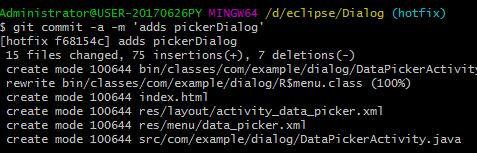 Administrator@USER-20170626PY MINGW64 /d/eclipse/Dialog (hotfix)
$ git commit -a -m 'adds pickerDialog'
[hotfix f68154c] adds pickerDialog
15 files changed, 75 insertions(+), 7 deletions(-)
create mode 100644 bin/classes/com/example/dialog/DataPickerActivity
rewrite bin/classes/com/example/dialog/R$menu.class (100%)
create mode 100644 index.html
create mode 100644 res/layout/activity_data_picker.xml
create mode 100644 res/menu/data_picker.xml
create mode 100644 src/com/example/dialog/DataPickerActivity.java